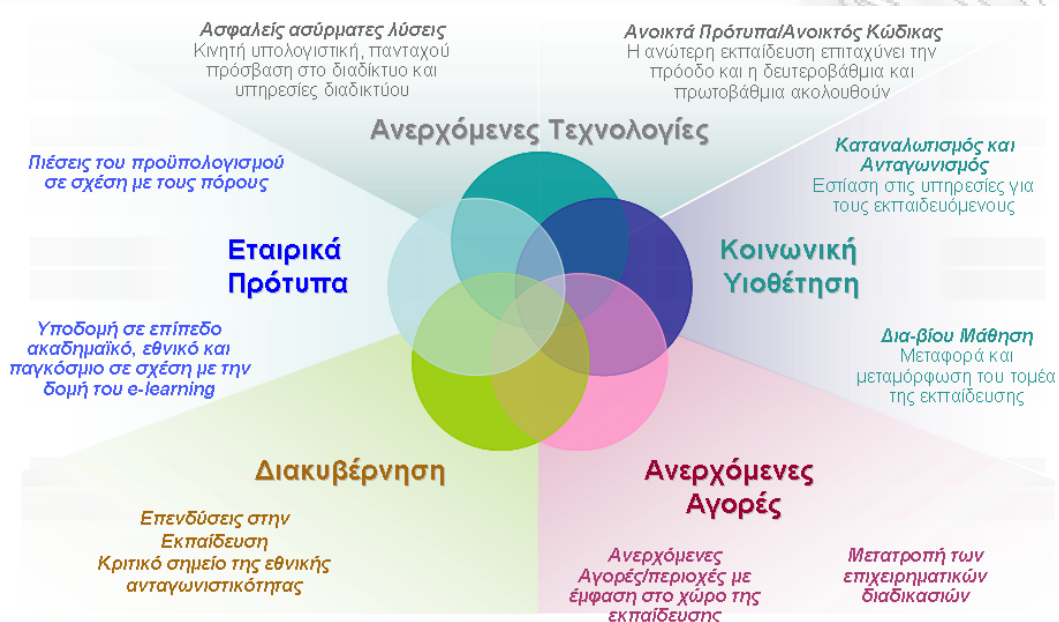 Ασφαλείς ασύρματες λύσεις
Κινητή υπολογιστική, πανταχού
πρόσβαση στο διαδίκτυο και
υπηρεσίες διαδικτύου
Ανοικτά Πρότυπα/Ανοικτός Κώδικας
Η ανώτερη εκπαίδευση επιταχύνει την
πρόοδο και η δευτεροβάθμια και
πρωτοβάθμια ακολουθούν
Ανερχόμενες Τεχνολογίες
Πιέσεις του προϋπολογισμού
σε σχέση με τους πόρους
Καταναλωτισμός και
Ανταγωνισμός
Εστίαση στις υπηρεσίες για
τους εκπαιδευόμενους
Εταιρικά
Πρότυπα
Κοινωνική
Υιοθέτηση
Υποδομή σε επίπεδο
ακαδημαϊκό, εθνικό και
παγκόσμιο σε σχέση με την
δομή του e-learning
Δια-βίου Μάθηση
Μεταφορά και
μεταμόρφωση του τομέα
της εκπαίδευσης
Διακυβέρνηση
Ανερχόμενες
Αγορές
Επενδύσεις στην
Εκπαίδευση
Κριτικό σημείο της εθνικής
ανταγωνιστικότητας
Ανερχόμενες
Αγορές/περιοχές με
έμφαση στο χώρο της
εκπαίδευσης
Μετατροπή των
επιχειρηματικών
διαδικασιών